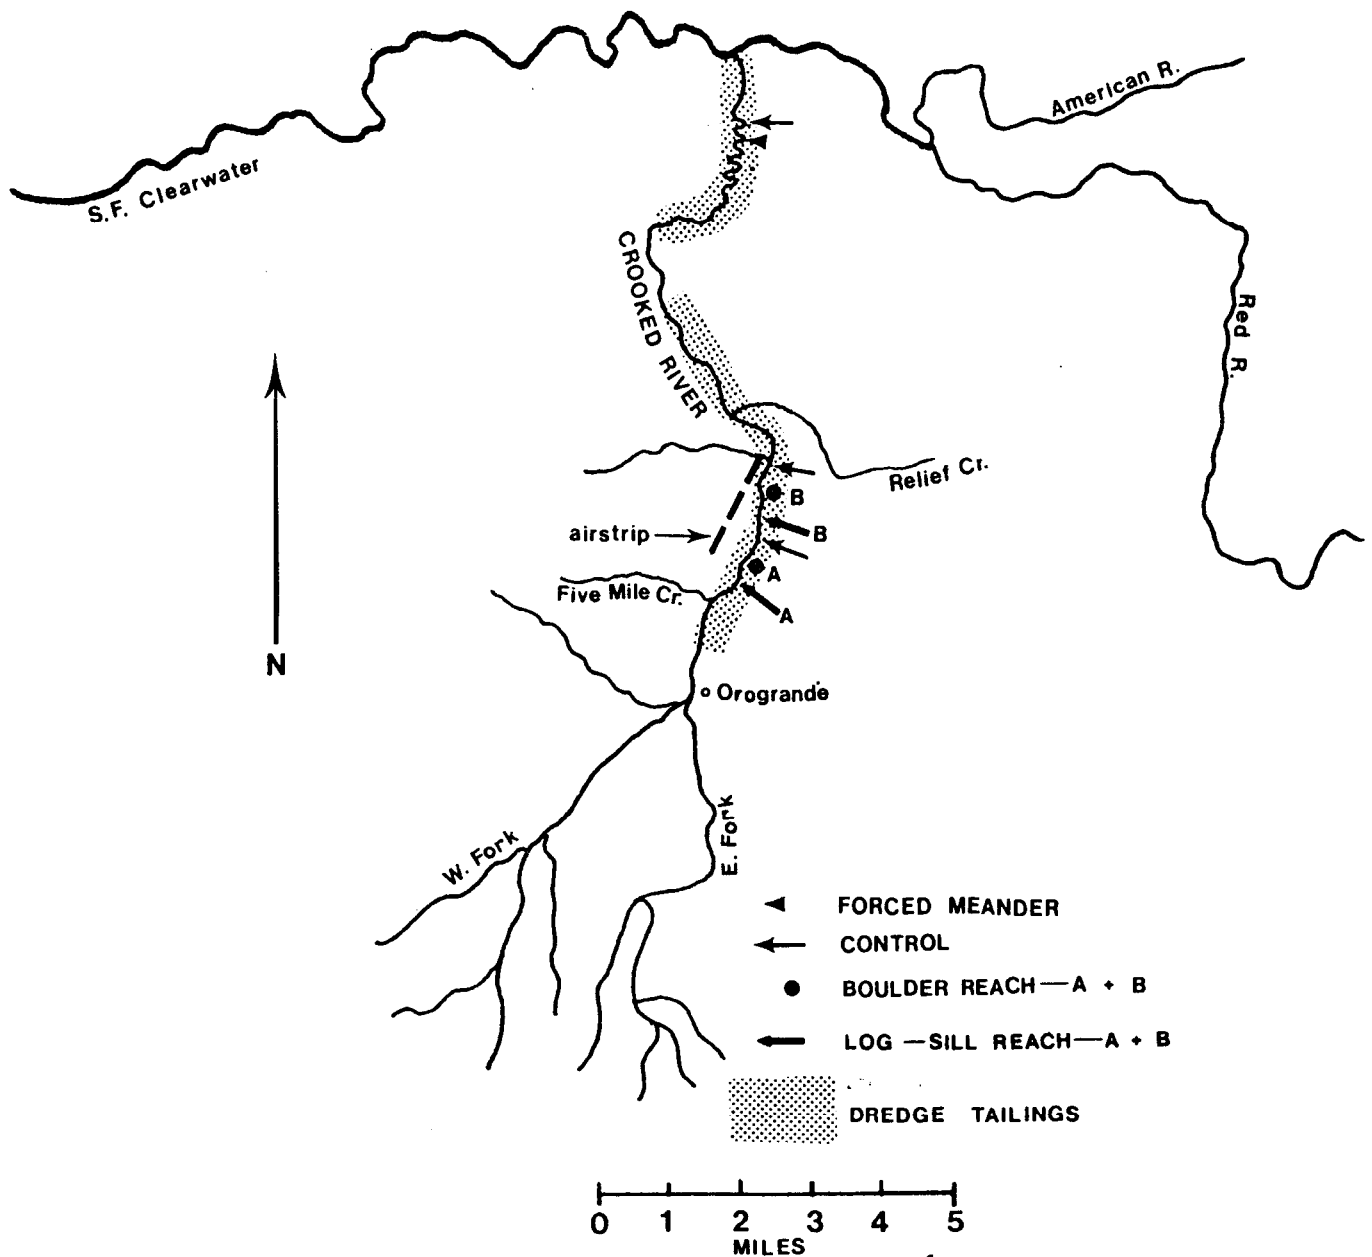 American R.
S.F. Clearwater
CROOKED RIVER
Red R.
Relief Cr.
B
airstrip
B
A
Five Mile Cr.
A
N
Orogrande
E. Fork
W. Fork
FORCED MEANDER
CONTROL
BOULDER REACH—A + B
LOG —SILL REACH—A + B
DREDGE TAILINGS
0 1 2 3 4 5
MILES